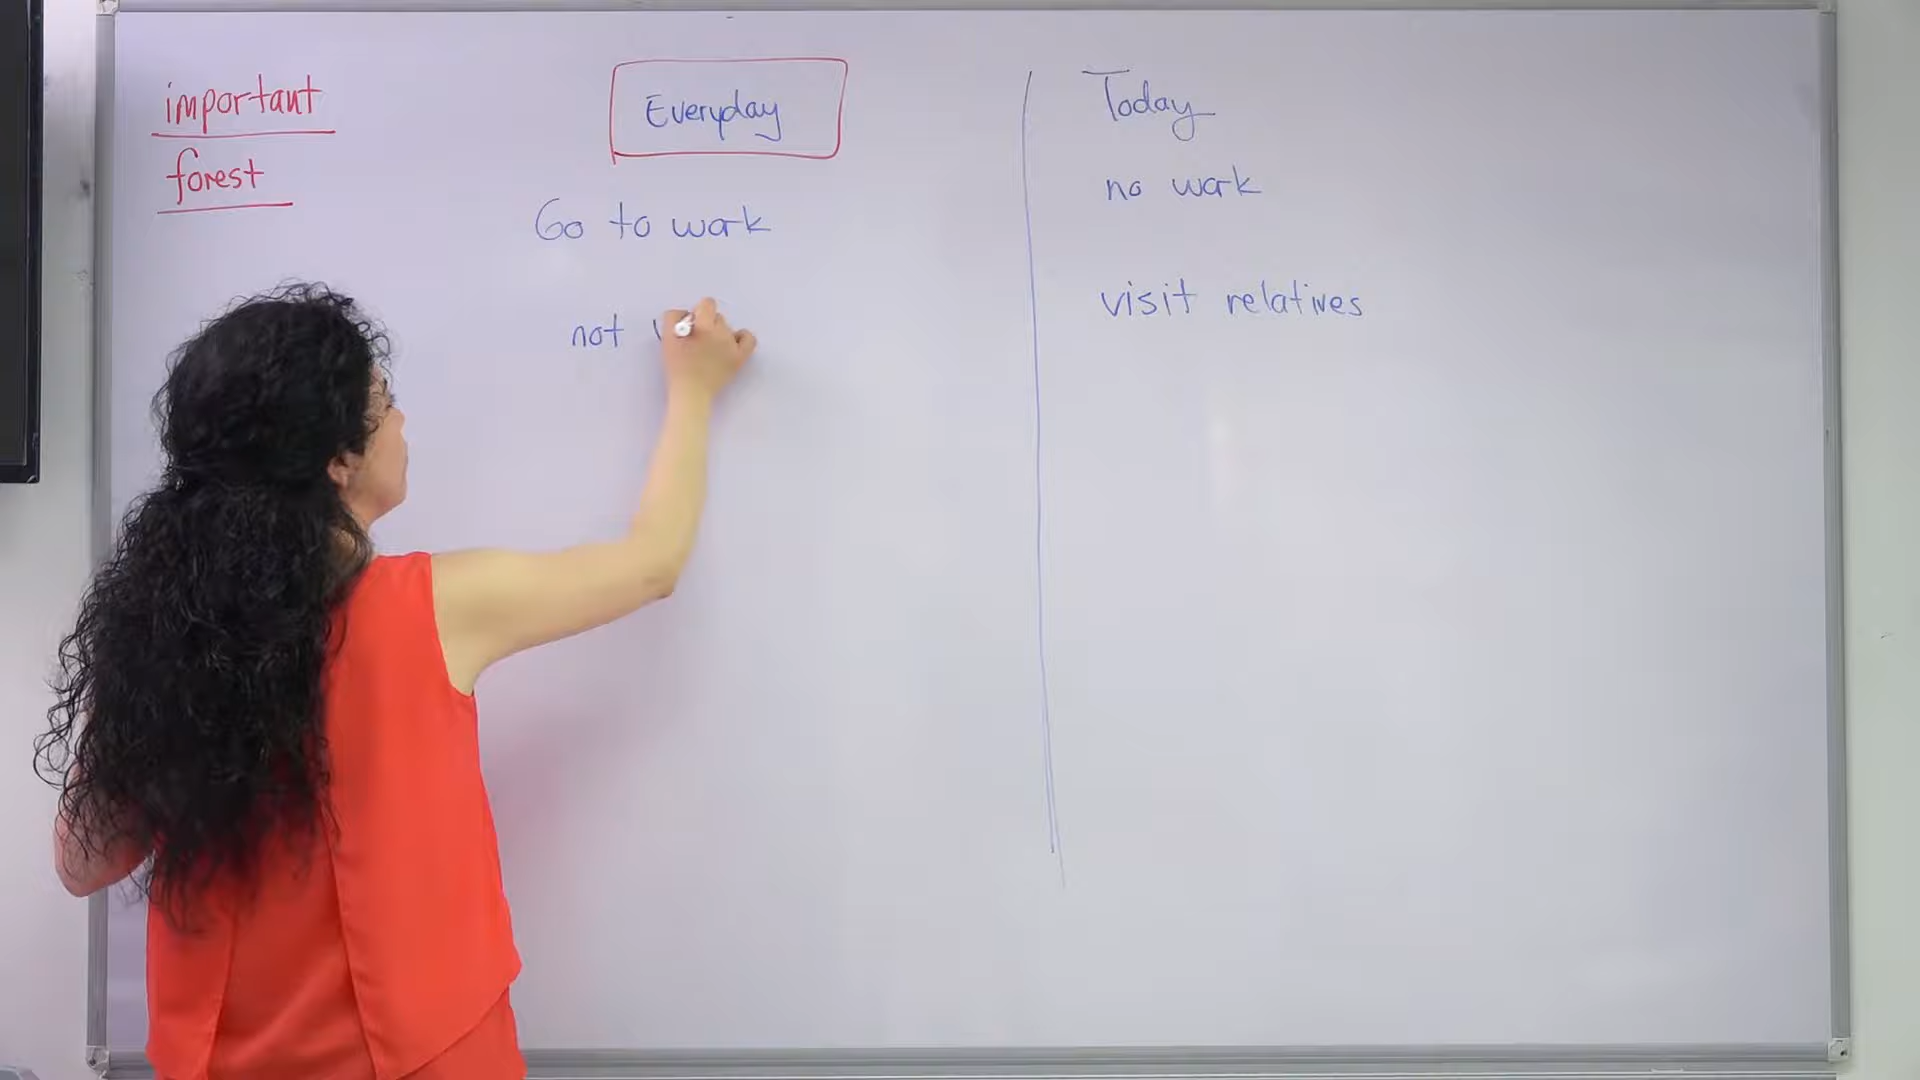 important
forest
Everyday
Go to work
not
Today
no work
visit relatives